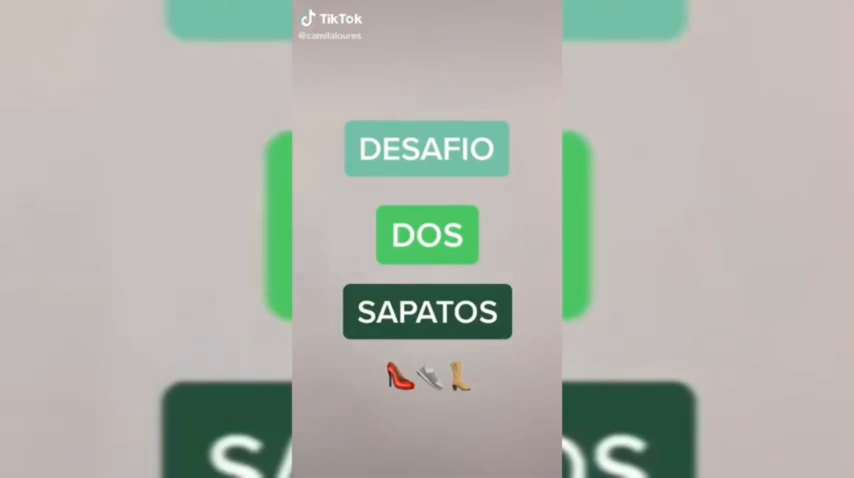 TikTok
@camilaloures
DESAFIO
DOS
SAPATOS